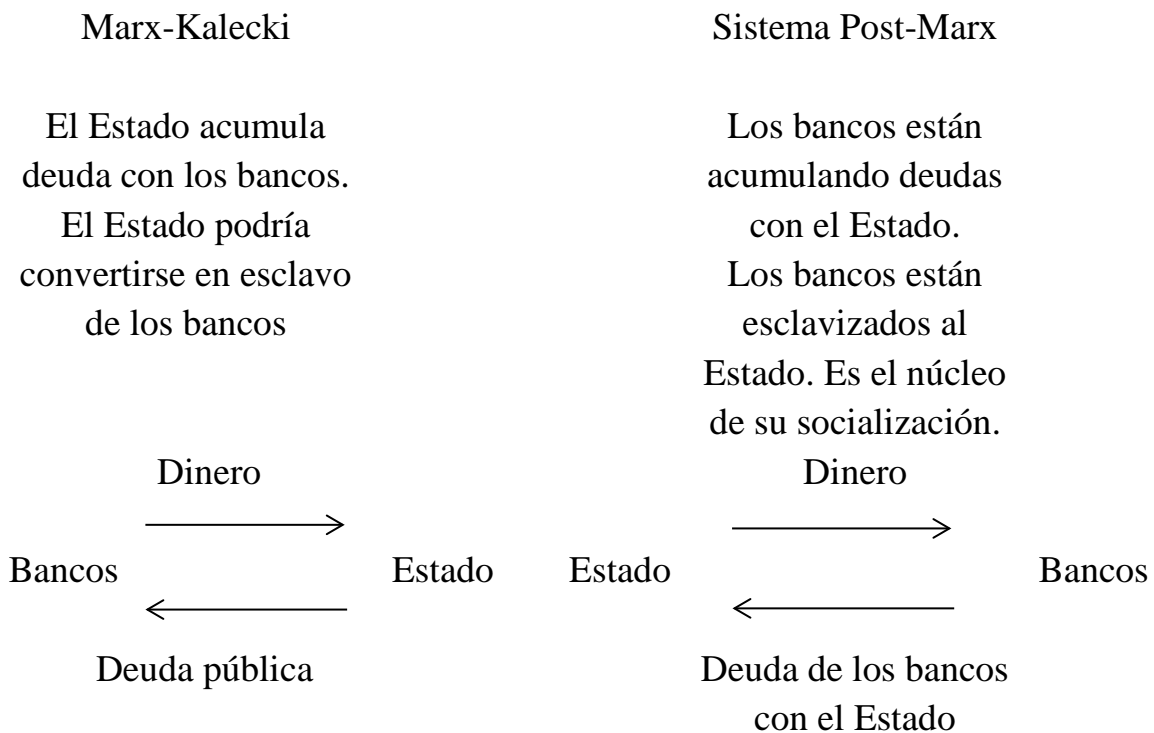 Marx-Kalecki
El Estado acumula
deuda con los bancos.
El Estado podría
convertirse en esclavo
de los bancos
Dinero
Bancos
Estado
Deuda pública
Sistema Post-Marx
Los bancos están
acumulando deudas
con el Estado.
Los bancos están
esclavizados al
Estado. Es el núcleo
de su socialización.
Dinero
Estado
Bancos
Deuda de los bancos
con el Estado